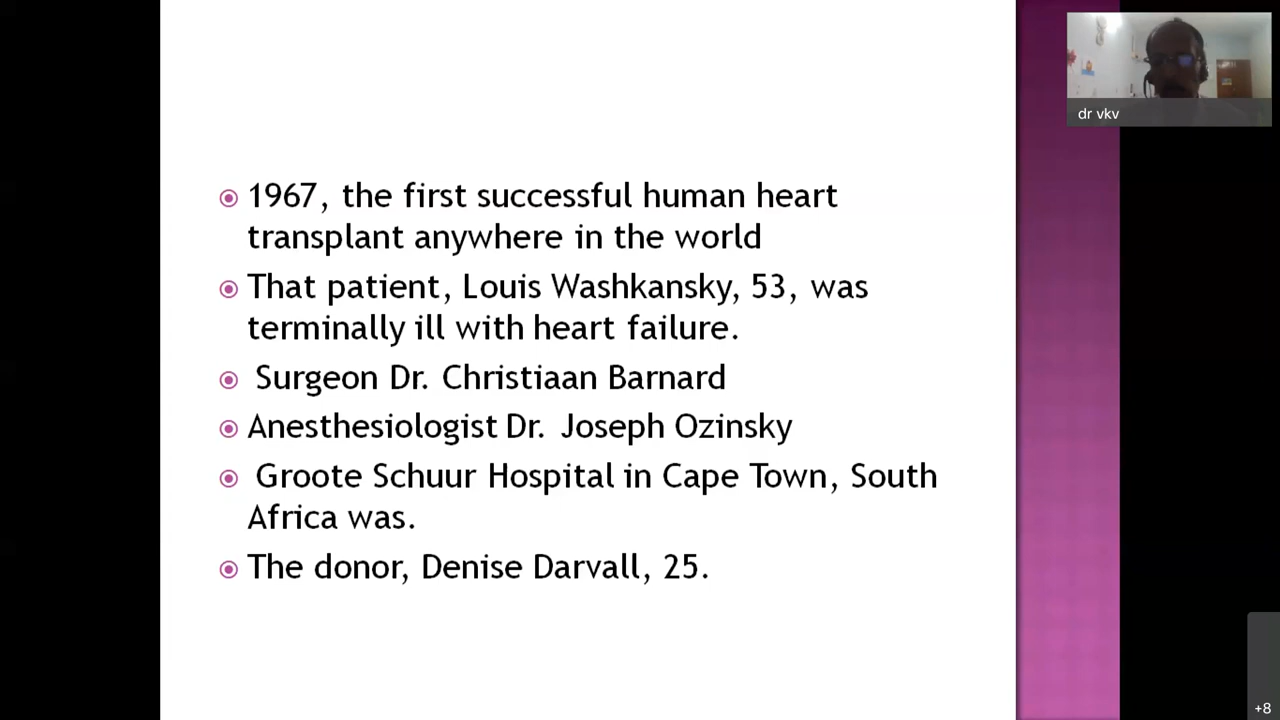 1967, the first successful human heart
transplant anywhere in the world
That patient, Louis Washkansky, 53, was
terminally ill with heart failure.
Surgeon Dr. Christiaan Barnard
Anesthesiologist Dr. Joseph Ozinsky
Groote Schuur Hospital in Cape Town, South
Africa was.
The donor, Denise Darvall, 25.
dr vkv
+8